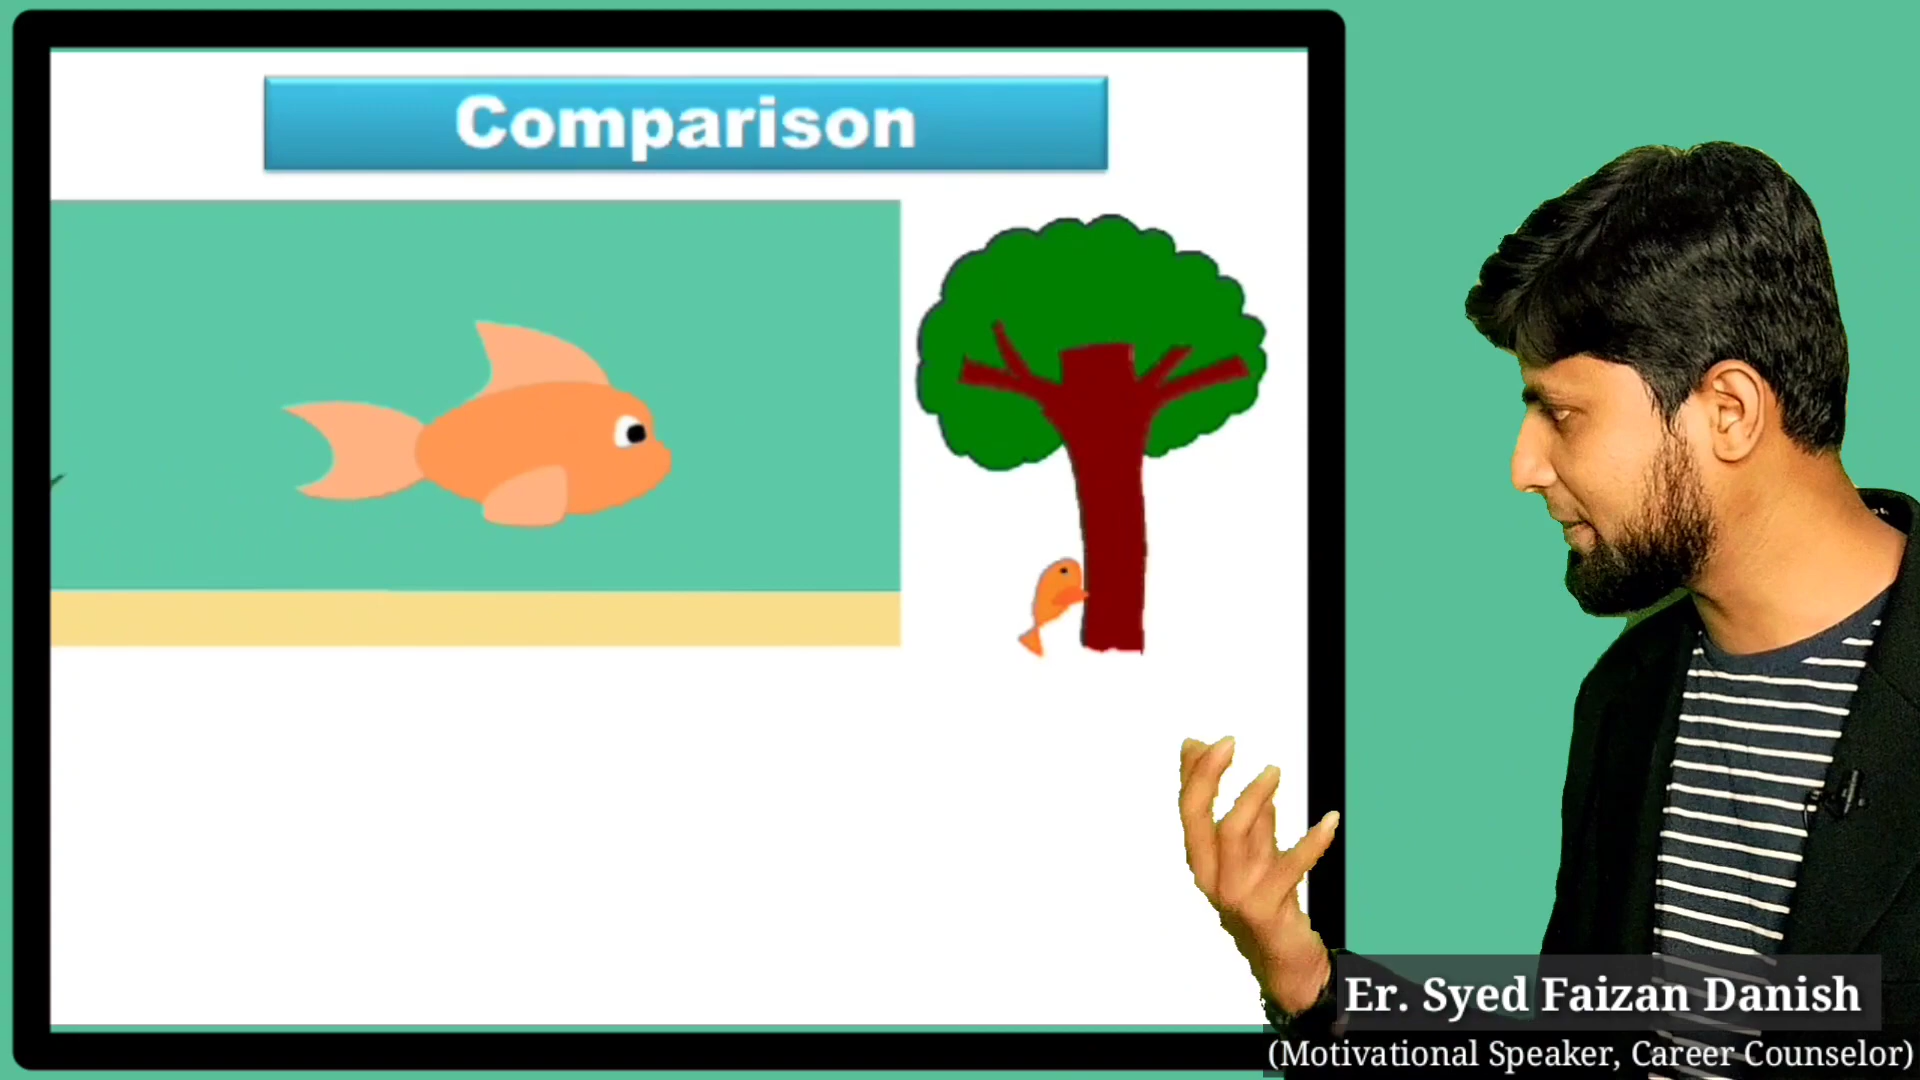 Comparison
Er. Syed Faizan Danish
(Motivational Speaker, Career Counselor)